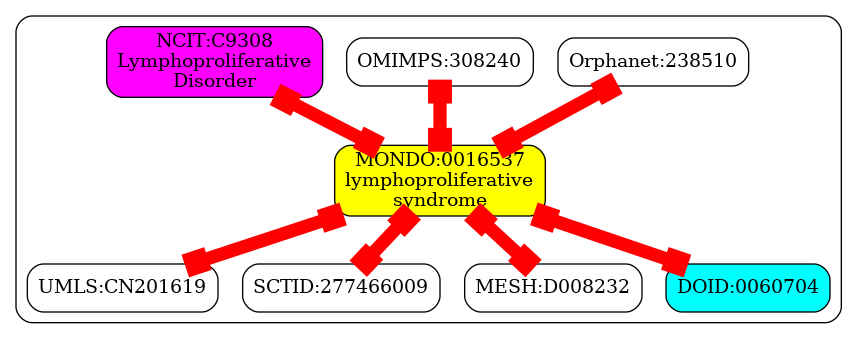 NCIT:C9308
Lymphoproliferative
Disorder
OMIMPS:308240
Orphanet:238510
MONDO:0016537
lymphoproliferative
syndrome
UMLS:CN201619
SCTID:277466009
MESH:D008232
DOID:0060704